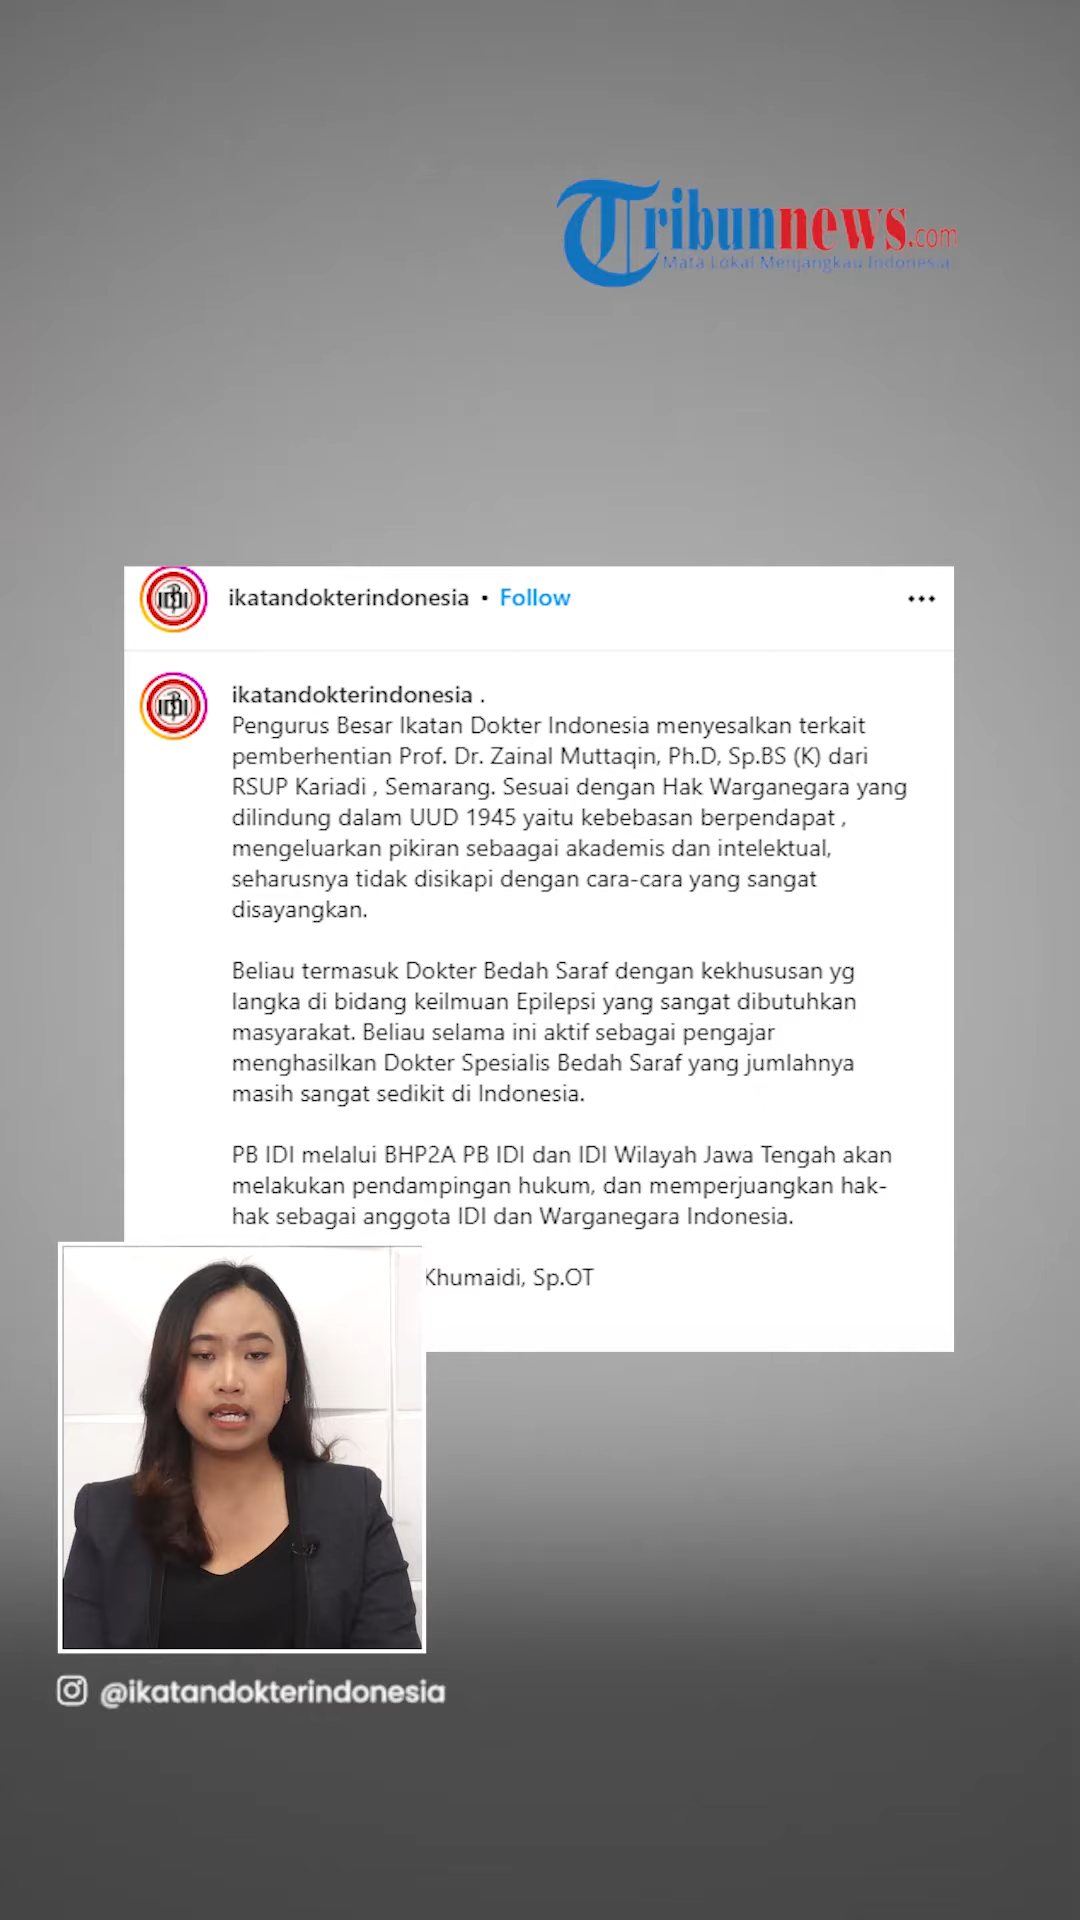 Tribunnews.com
Mata Lokal Menjangkau Indonesia
IDI
ikatandokterindonesia • Follow
IDI
ikatandokterindonesia .
Pengurus Besar Ikatan Dokter Indonesia menyesalkan terkait
pemberhentian Prof. Dr. Zainal Muttaqin, Ph.D, Sp.BS (K) dari
RSUP Kariadi , Semarang. Sesuai dengan Hak Warganegara yang
dilindung dalam UUD 1945 yaitu kebebasan berpendapat ,
mengeluarkan pikiran sebaagai akademis dan intelektual,
seharusnya tidak disikapi dengan cara-cara yang sangat
disayangkan.
Beliau termasuk Dokter Bedah Saraf dengan kekhususan yg
langka di bidang keilmuan Epilepsi yang sangat dibutuhkan
masyarakat. Beliau selama ini aktif sebagai pengajar
menghasilkan Dokter Spesialis Bedah Saraf yang jumlahnya
masih sangat sedikit di Indonesia.
PB IDI melalui BHP2A PB IDI dan IDI Wilayah Jawa Tengah akan
melakukan pendampingan hukum, dan memperjuangkan hak-
hak sebagai anggota IDI dan Warganegara Indonesia.
Khumaidi, Sp.OT
@ikatandokterindonesia